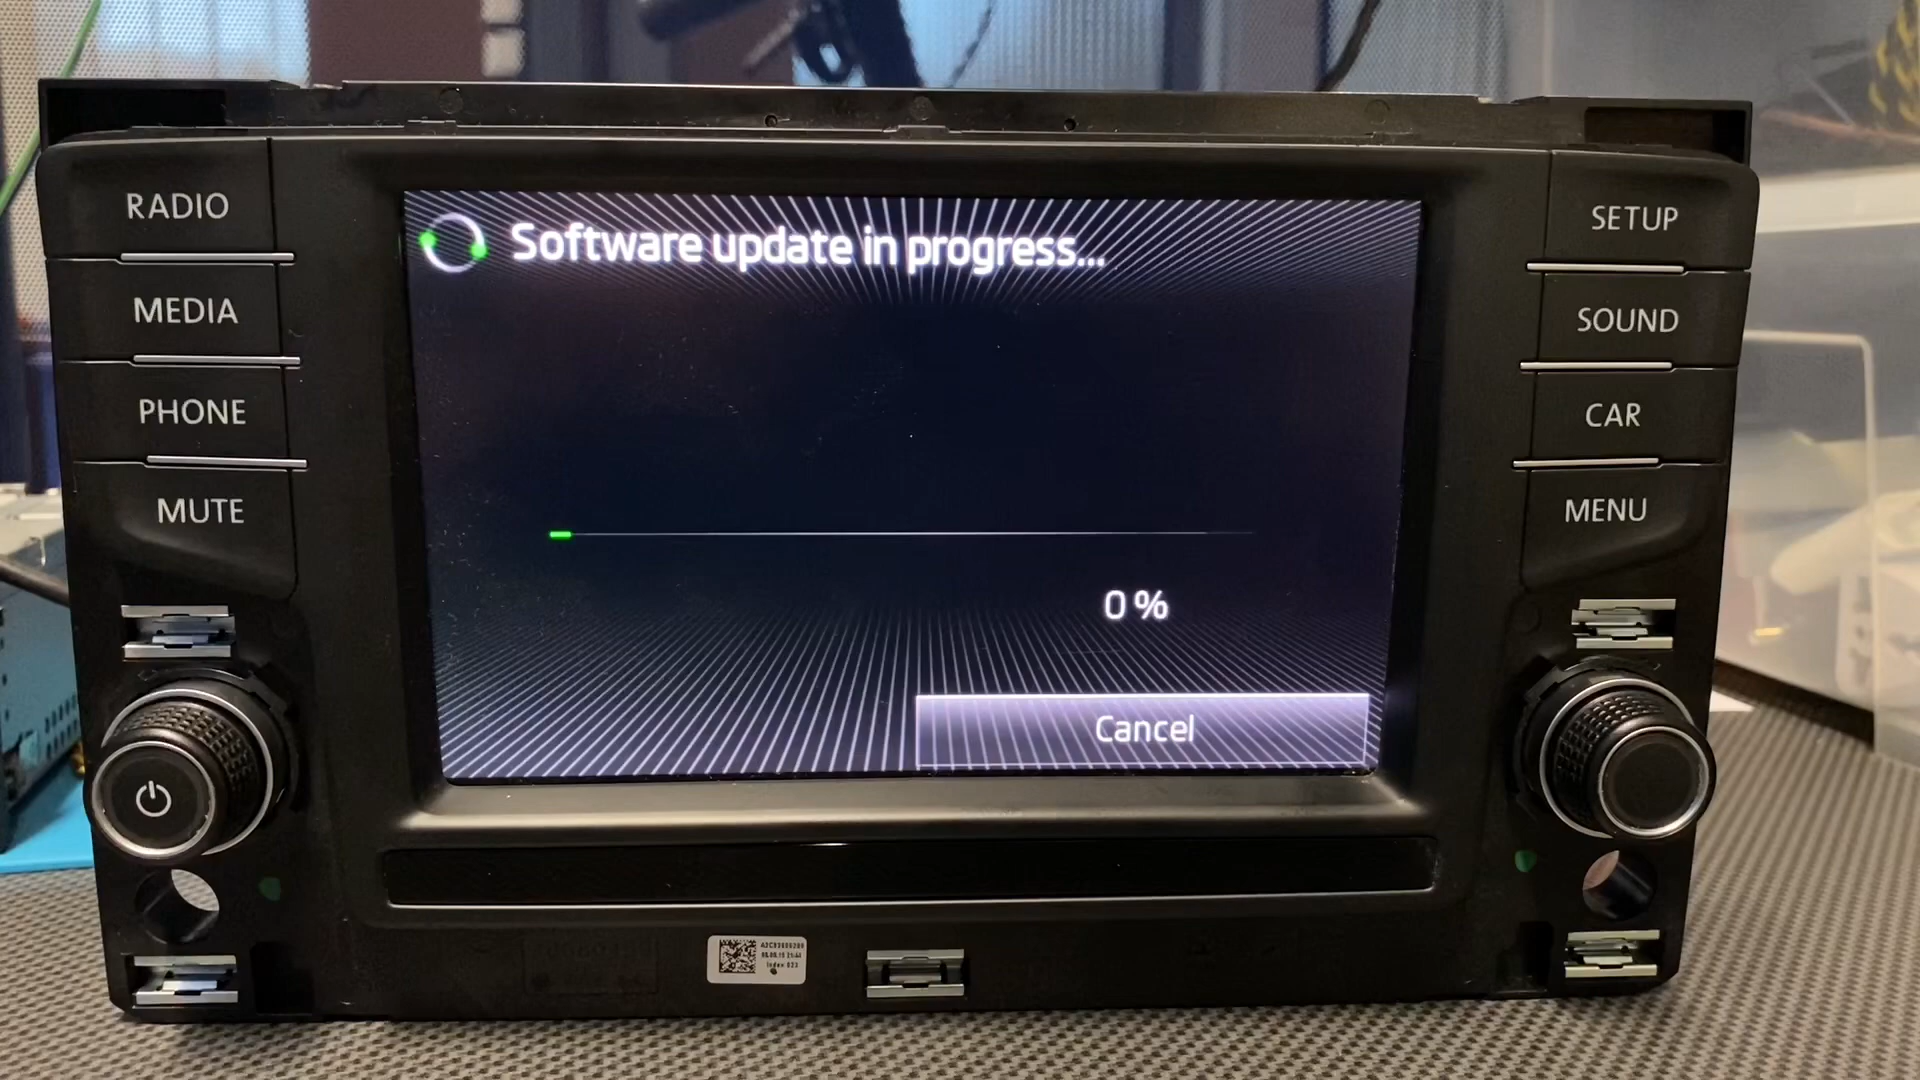 Software update in progress...
0 %
Cancel
RADIO
MEDIA
PHONE
MUTE
SETUP
SOUND
CAR
MENU